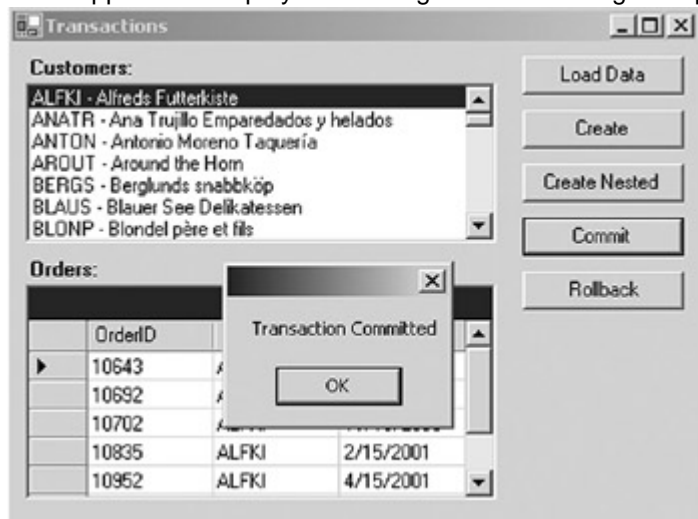 Transactions
Customers:
ALFKI - Alfreds Futterkiste
ANATR - Ana Trujillo Emparedados y helados
ANTON - Antonio Moreno Taquería
AROUT - Around the Horn
BERGS - Berglunds snabbköp
BLAUS - Blauer See Delikatessen
BLONP - Blondel père et fils
Load Data
Create
Create Nested
Commit
Rollback
Orders:
OrderID
10643
10692
10702
10835 ALFKI 2/15/2001
10952 ALFKI 4/15/2001
Transaction Committed
OK